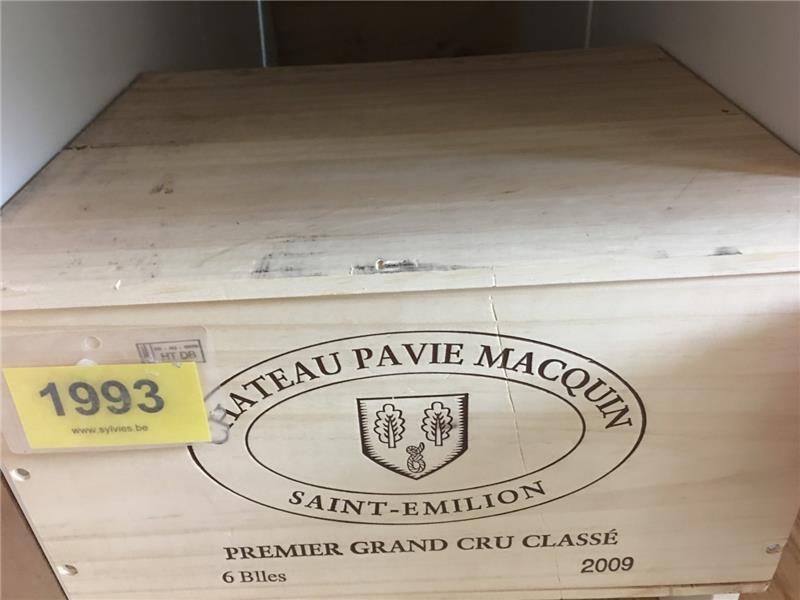 HT DB
1993
www.sylvies.be
CHATEAU PAVIE MACQUIN
SAINT-EMILION
PREMIER GRAND CRU CLASSÉ
6 Blles
2009